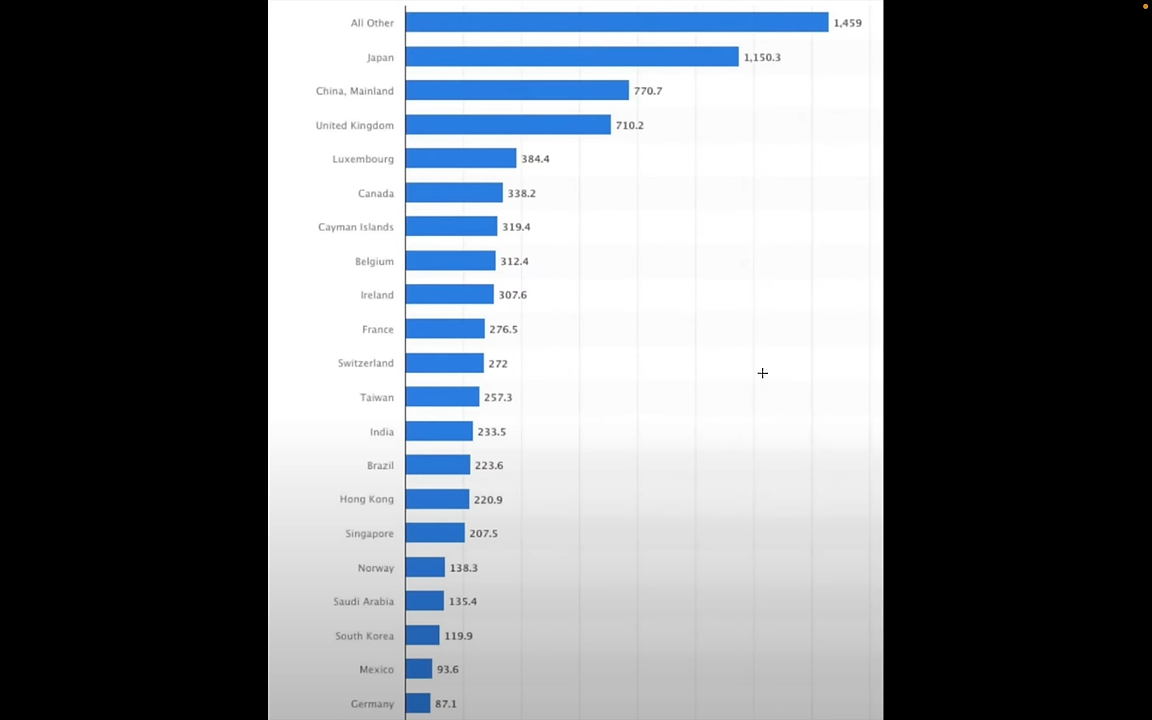 All Other 1,459
Japan 1,150.3
China, Mainland 770.7
United Kingdom 710.2
Luxembourg 384.4
Canada 338.2
Cayman Islands 319.4
Belgium 312.4
Ireland 307.6
France 276.5
Switzerland 272
Taiwan 257.3
India 233.5
Brazil 223.6
Hong Kong 220.9
Singapore 207.5
Norway 138.3
Saudi Arabia 135.4
South Korea 119.9
Mexico 93.6
Germany 87.1